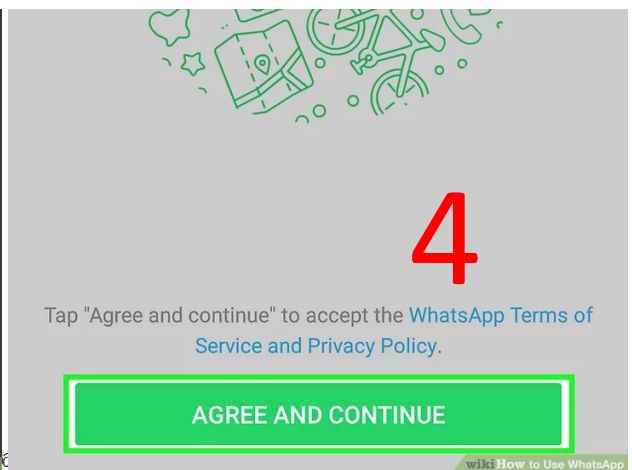 4
Tap "Agree and continue" to accept the WhatsApp Terms of
Service and Privacy Policy.
AGREE AND CONTINUE
wikiHow to Use WhatsApp